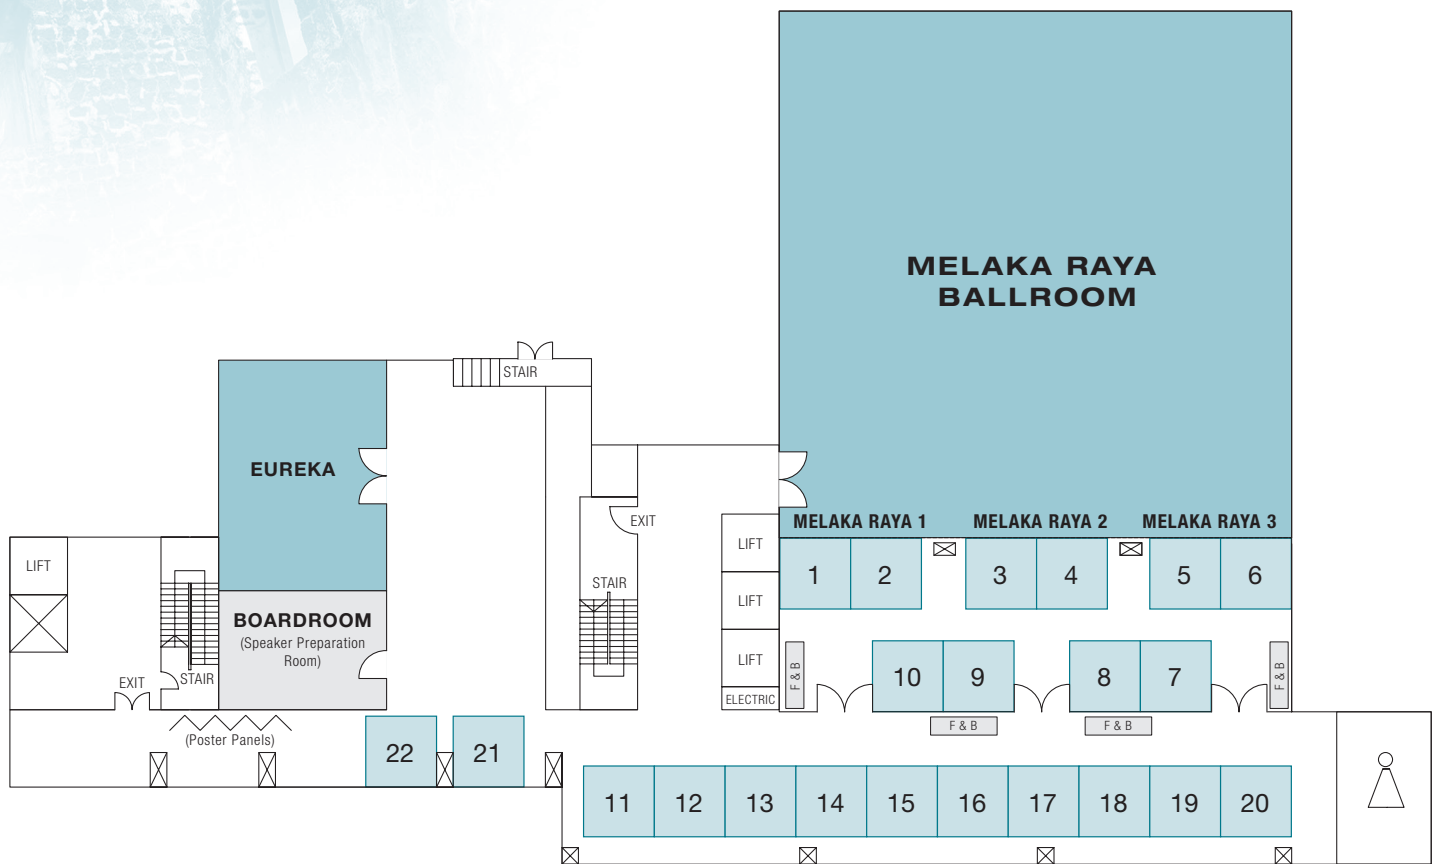 MELAKA RAYA
BALLROOM
STAIR
EUREKA
EXIT
MELAKA RAYA 1
MELAKA RAYA 2
MELAKA RAYA 3
LIFT
LIFT
1
2
3
4
5
6
STAIR
LIFT
BOARDROOM
(Speaker Preparation
Room)
LIFT
F & B
10
9
8
7
F & B
EXIT
STAIR
ELECTRIC
F & B
F & B
(Poster Panels)
22
21
11
12
13
14
15
16
17
18
19
20